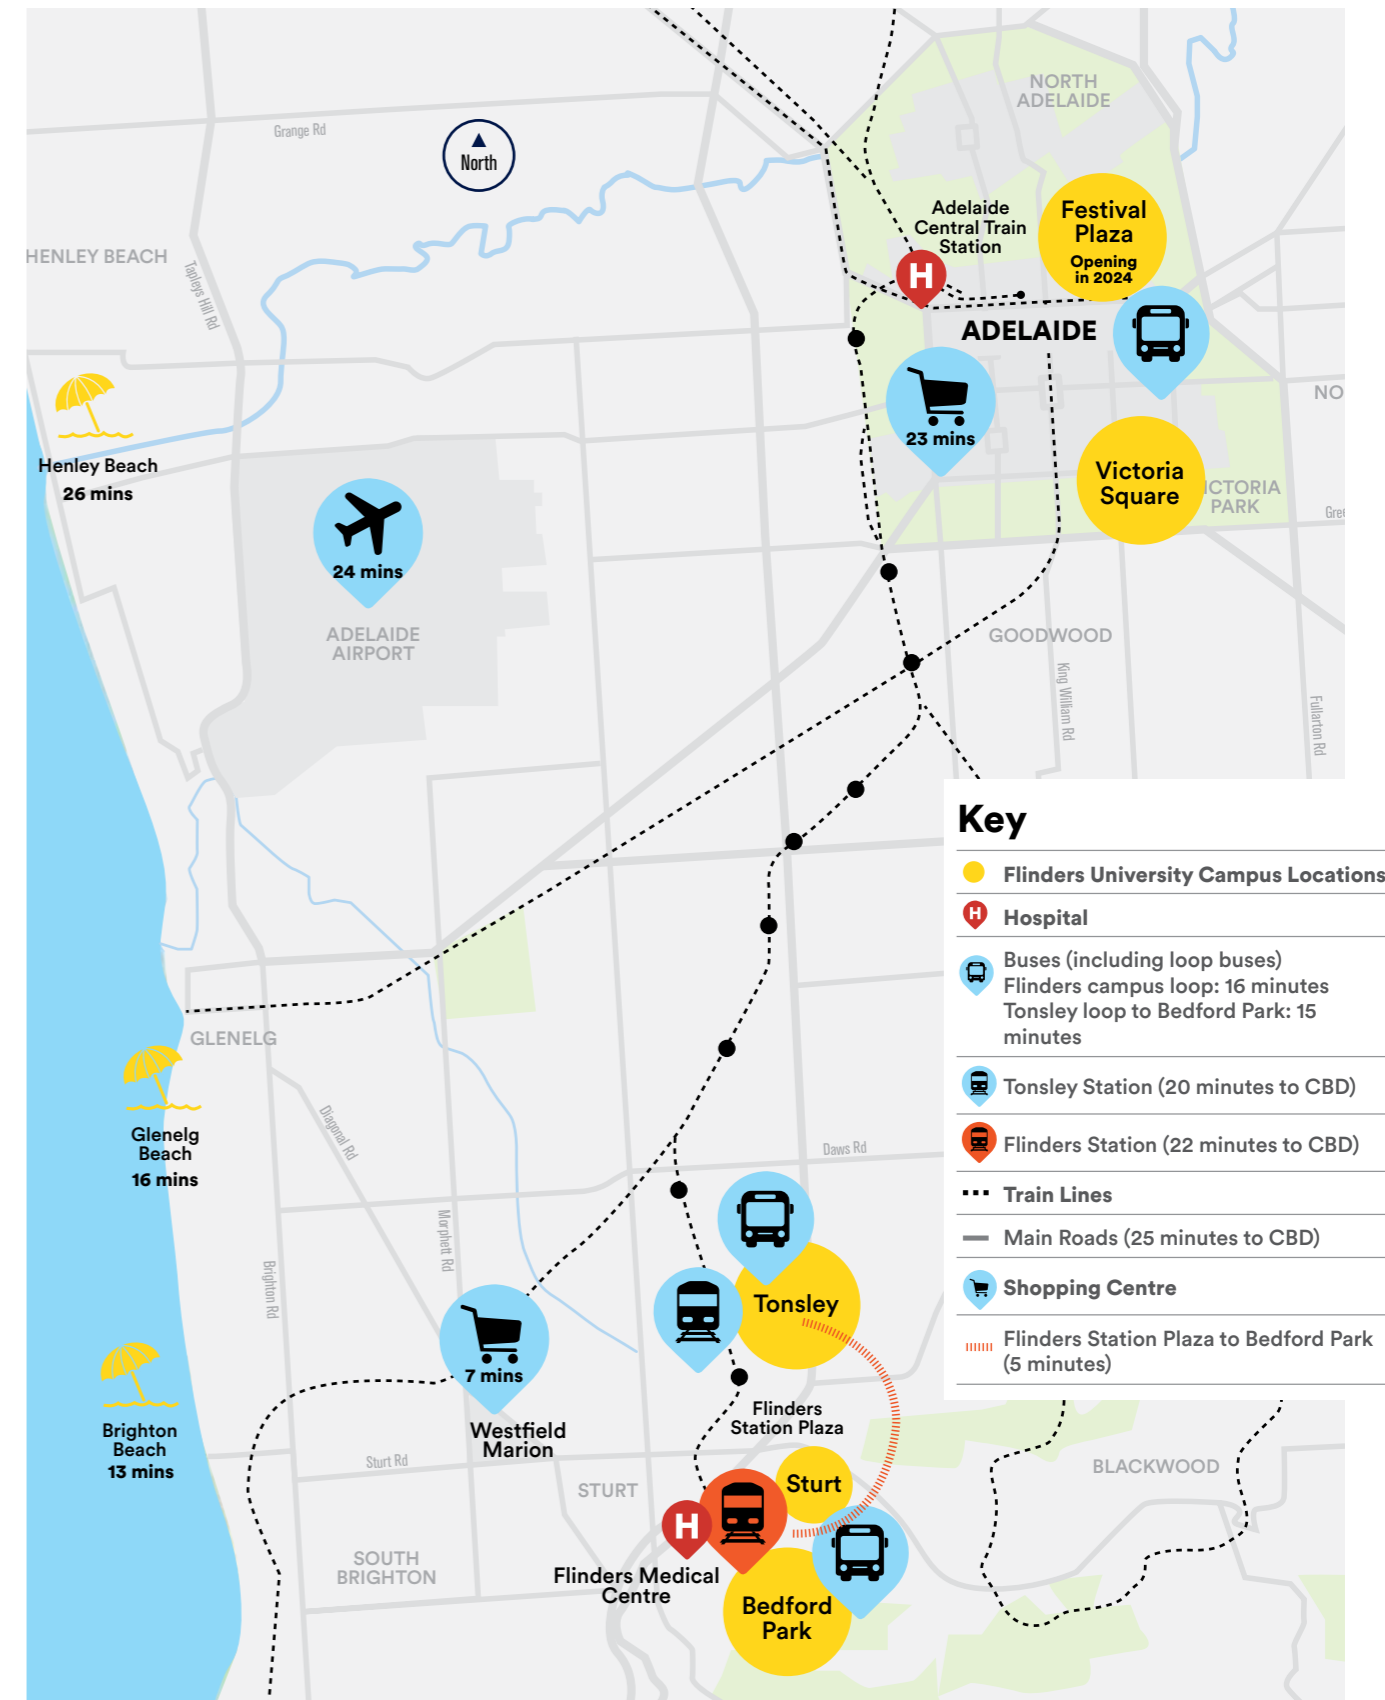 NORTH
ADELAIDE
Grange Rd
North
Adelaide
Central Train
Station
Festival
Plaza
Opening
in 2024
H
HENLEY BEACH
Tapleys Hill Rd
ADELAIDE
23 mins
NO
Henley Beach
26 mins
Victoria
Square
ICTORIA
PARK
Gree
24 mins
ADELAIDE
AIRPORT
GOODWOOD
King William Rd
Fullarton Rd
Key
Flinders University Campus Locations
H
Hospital
Buses (including loop buses)
Flinders campus loop: 16 minutes
Tonsley loop to Bedford Park: 15
minutes
Tonsley Station (20 minutes to CBD)
Flinders Station (22 minutes to CBD)
Train Lines
Main Roads (25 minutes to CBD)
Shopping Centre
Flinders Station Plaza to Bedford Park
(5 minutes)
GLENELG
Glenelg
Beach
16 mins
Diagonal Rd
Daws Rd
Morphett Rd
Brighton Rd
Tonsley
7 mins
Westfield
Marion
Flinders
Station Plaza
Brighton
Beach
13 mins
Sturt Rd
STURT
Sturt
BLACKWOOD
H
SOUTH
BRIGHTON
Flinders Medical
Centre
Bedford
Park